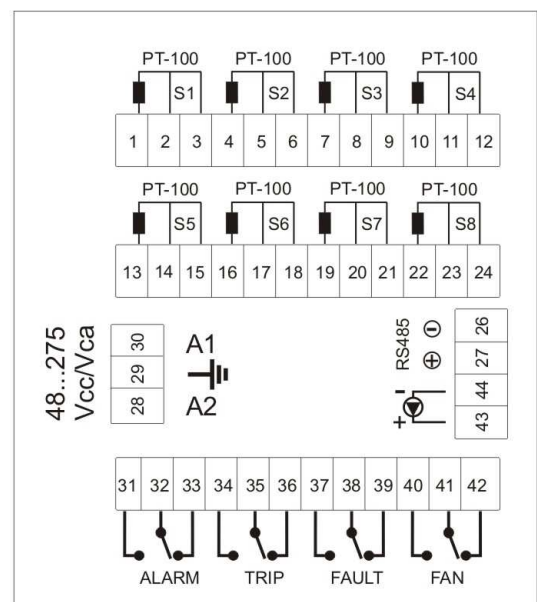 PT-100 PT-100 PT-100 PT-100
S1 S2 S3 S4
1 2 3 4 5 6 7 8 9 10 11 12
PT-100 PT-100 PT-100 PT-100
S5 S6 S7 S8
13 14 15 16 17 18 19 20 21 22 23 24
48...275
Vcc/Vca
30 A1
29
28 A2
RS485
- 26
+ 27
- 44
+ 43
31 32 33 34 35 36 37 38 39 40 41 42
ALARM TRIP FAULT FAN